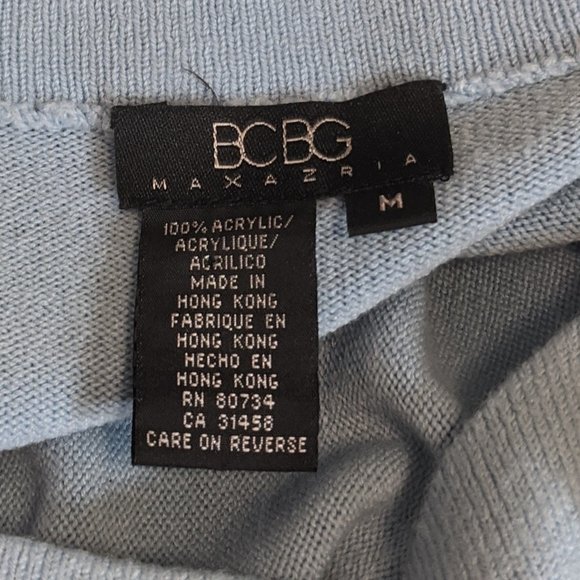 BCBG
MAXAZRIA
M
100% ACRYLIC/
ACRYLIQUE/
ACRILICO
MADE IN
HONG KONG
FABRIQUE EN
HONG KONG
HECHO EN
HONG KONG
RN 80734
CA 31458
CARE ON REVERSE